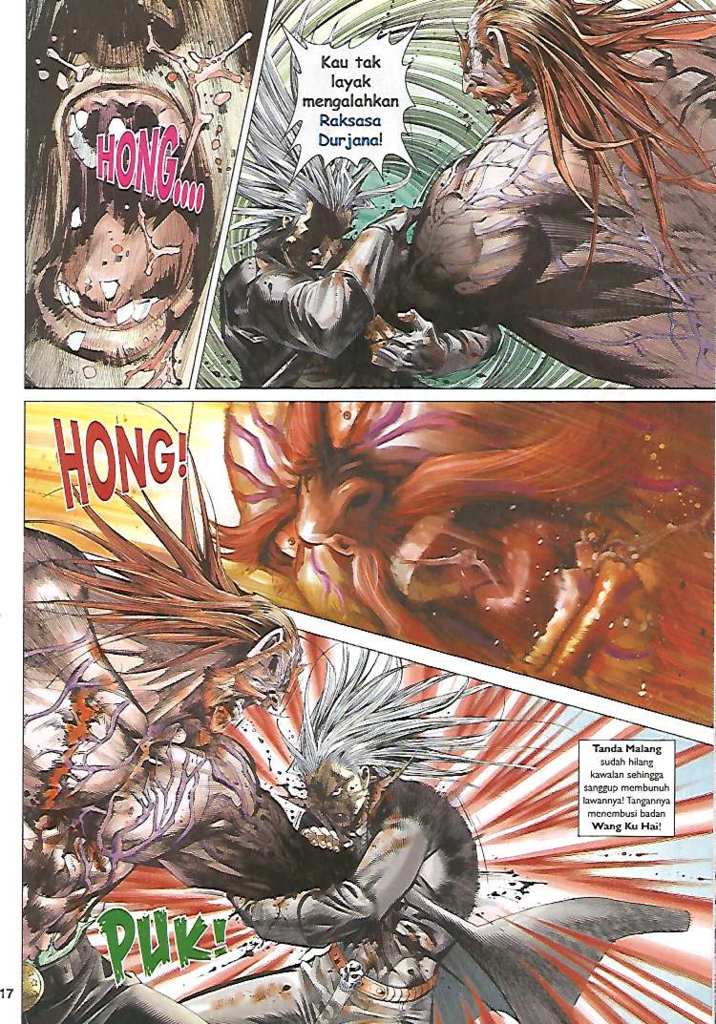 HONG....
Kau tak
layak
mengalahkan
Raksasa
Durjana!
HONG!
Tanda Malang
sudah hilang
kawalan sehingga
sanggup membunuh
lawannya! Tangannya
menembusi badan
Wang Ku Hai!
PUK!
17